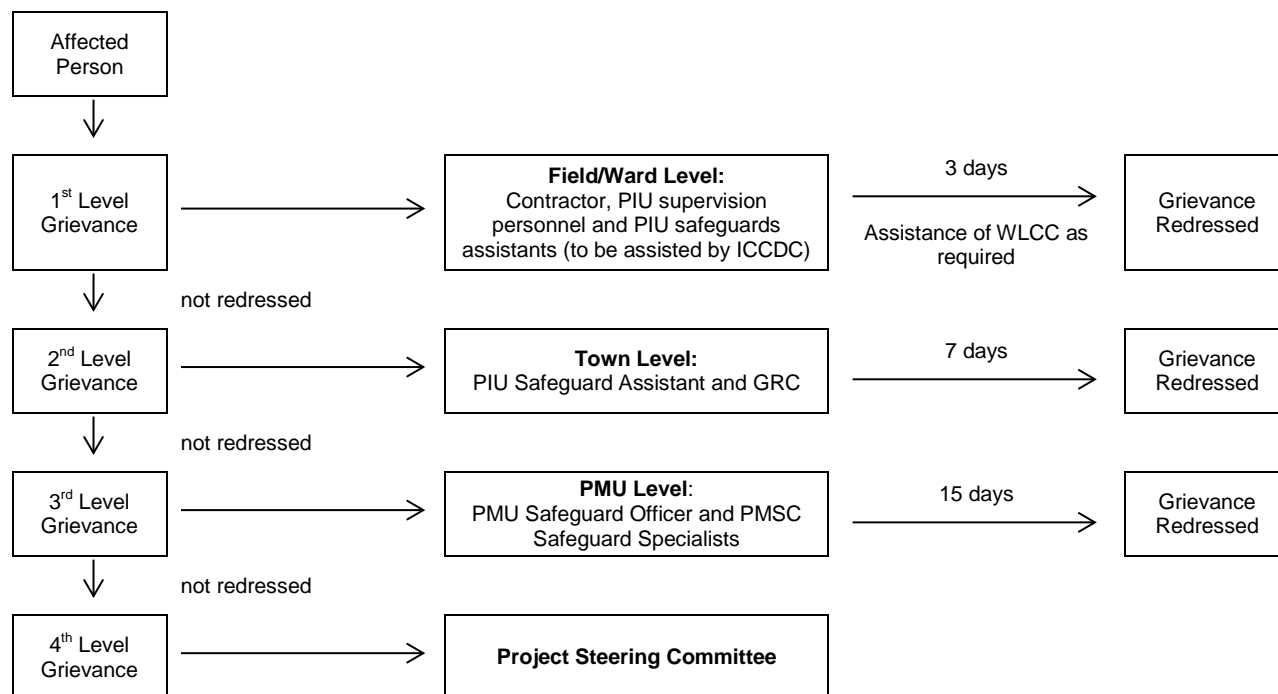 Affected
Person
1st Level
Grievance
Field/Ward Level:
Contractor, PIU supervision
personnel and PIU safeguards
assistants (to be assisted by ICCDC)
3 days
Assistance of WLCC as
required
Grievance
Redressed
not redressed
2nd Level
Grievance
Town Level:
PIU Safeguard Assistant and GRC
7 days
Grievance
Redressed
not redressed
3rd Level
Grievance
PMU Level:
PMU Safeguard Officer and PMSC
Safeguard Specialists
15 days
Grievance
Redressed
not redressed
4th Level
Grievance
Project Steering Committee